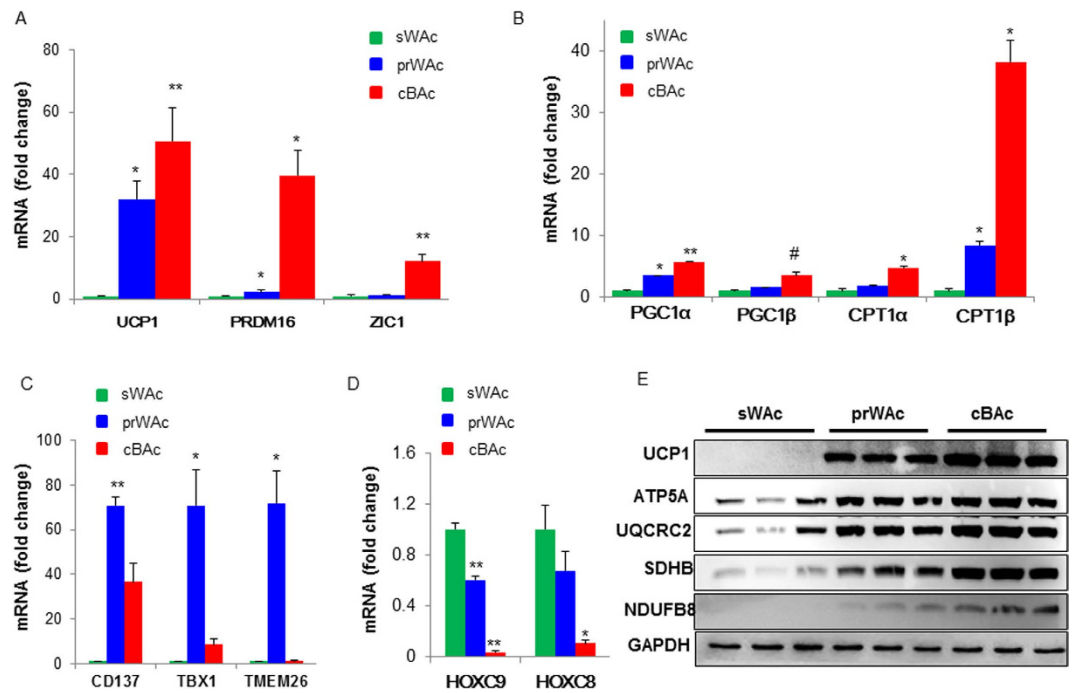 A
sWAc
prWAc
cBAc
mRNA (fold change)
80
60
40
20
0
*
**
*
*
**
UCP1
PRDM16
ZIC1
B
sWAc
prWAc
cBAc
mRNA (fold change)
40
30
20
10
0
*
**
#
*
*
*
PGC1α
PGC1β
CPT1α
CPT1β
C
sWAc
prWAc
cBAc
mRNA (fold change)
100
80
60
40
20
0
**
*
*
CD137
TBX1
TMEM26
D
sWAc
prWAc
cBAc
mRNA (fold change)
1.6
1.2
0.8
0.4
0
**
**
*
HOXC9
HOXC8
E
sWAc prWAc cBAc
UCP1
ATP5A
UQCRC2
SDHB
NDUFB8
GAPDH